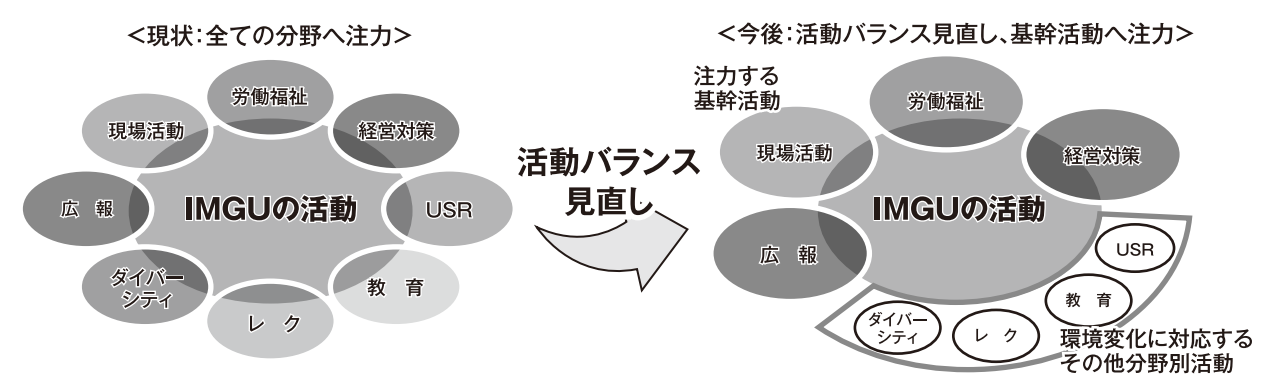 ＜現状：全ての分野へ注力＞
労働福祉
現場活動
経営対策
広　報
IMGUの活動
USR
ダイバー
シティ
教　育
レ　ク
活動バランス
見直し
＜今後：活動バランス見直し、基幹活動へ注力＞
注力する
基幹活動
労働福祉
現場活動
経営対策
IMGUの活動
広　報
USR
教　育
ダイバー
シティ
レ　ク
環境変化に対応する
その他分野別活動